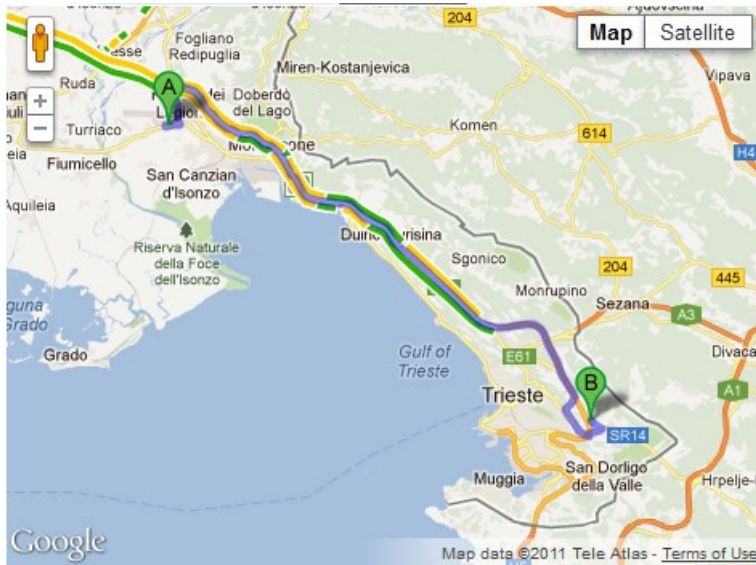 204
Ajdovščina
Map
Satellite
Fogliano
Redipuglia
Miren-Kostanjevica
Vipava
Ruda
A
Doberdò
del Lago
Komen
614
H4
Turriaco
Fiumicello
San Canzian
d'Isonzo
Aquileia
Duino
Riserva Naturale
della Foce
dell'Isonzo
Sgonico
204
445
Monrupino
Sezana
A3
Grado
Grado
Gulf of
Trieste
E61
Divaca
B
A1
Trieste
SR14
San Dorligo
della Valle
Muggia
Hrpelje-
Google
Map data ©2011 Tele Atlas - Terms of Use